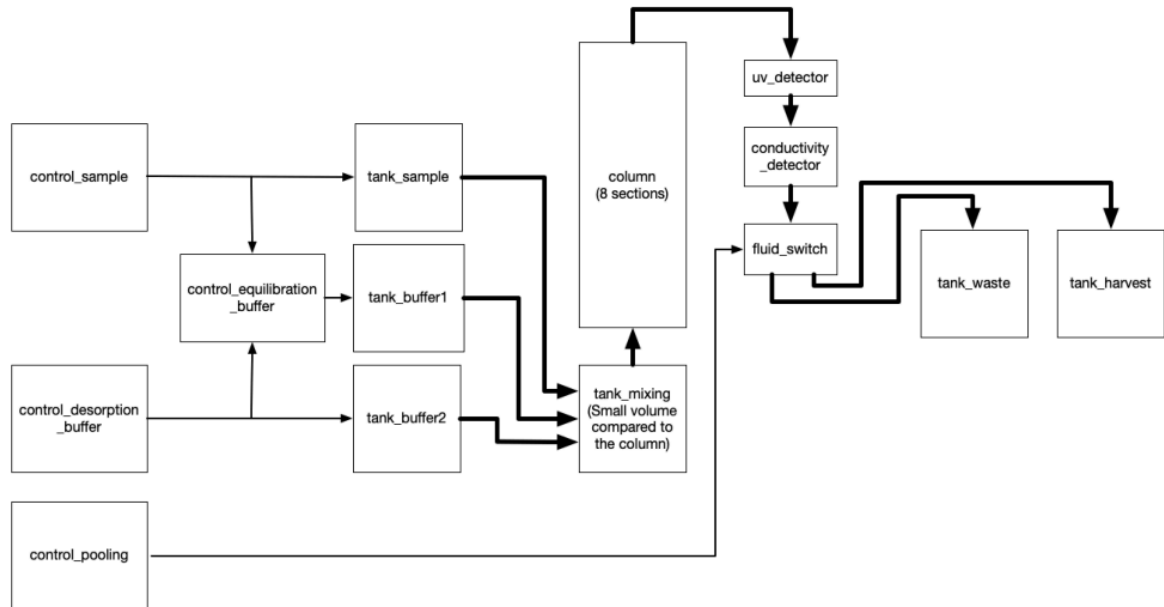 control_sample
tank_sample
control_equilibration
_buffer
tank_buffer1
control_desorption
_buffer
tank_buffer2
control_pooling
column
(8 sections)
tank_mixing
(Small volume
compared to
the column)
uv_detector
conductivity
_detector
fluid_switch
tank_waste
tank_harvest